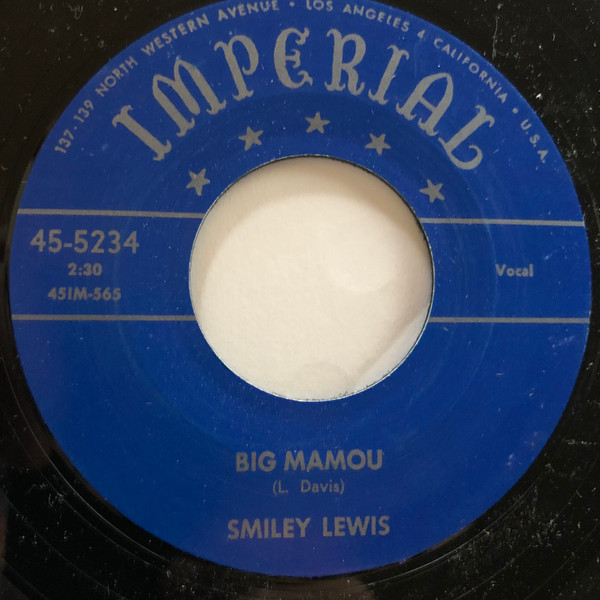 137-139 NORTH WESTERN AVENUE • LOS ANGELES 4, CALIFORNIA • U.S.A.
IMPERIAL
45-5234
2:30
45IM-565
Vocal
BIG MAMOU
(L. Davis)
SMILEY LEWIS